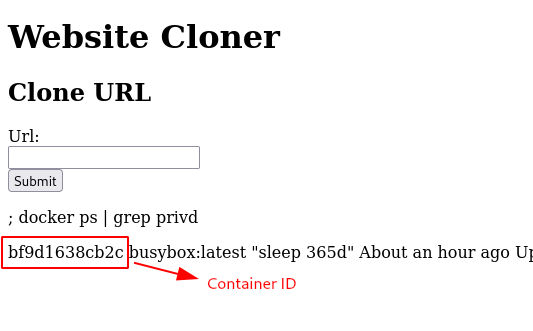 Website Cloner
Clone URL
Url:
Submit
; docker ps | grep privd
bf9d1638cb2c busybox:latest "sleep 365d" About an hour ago Up
Container ID